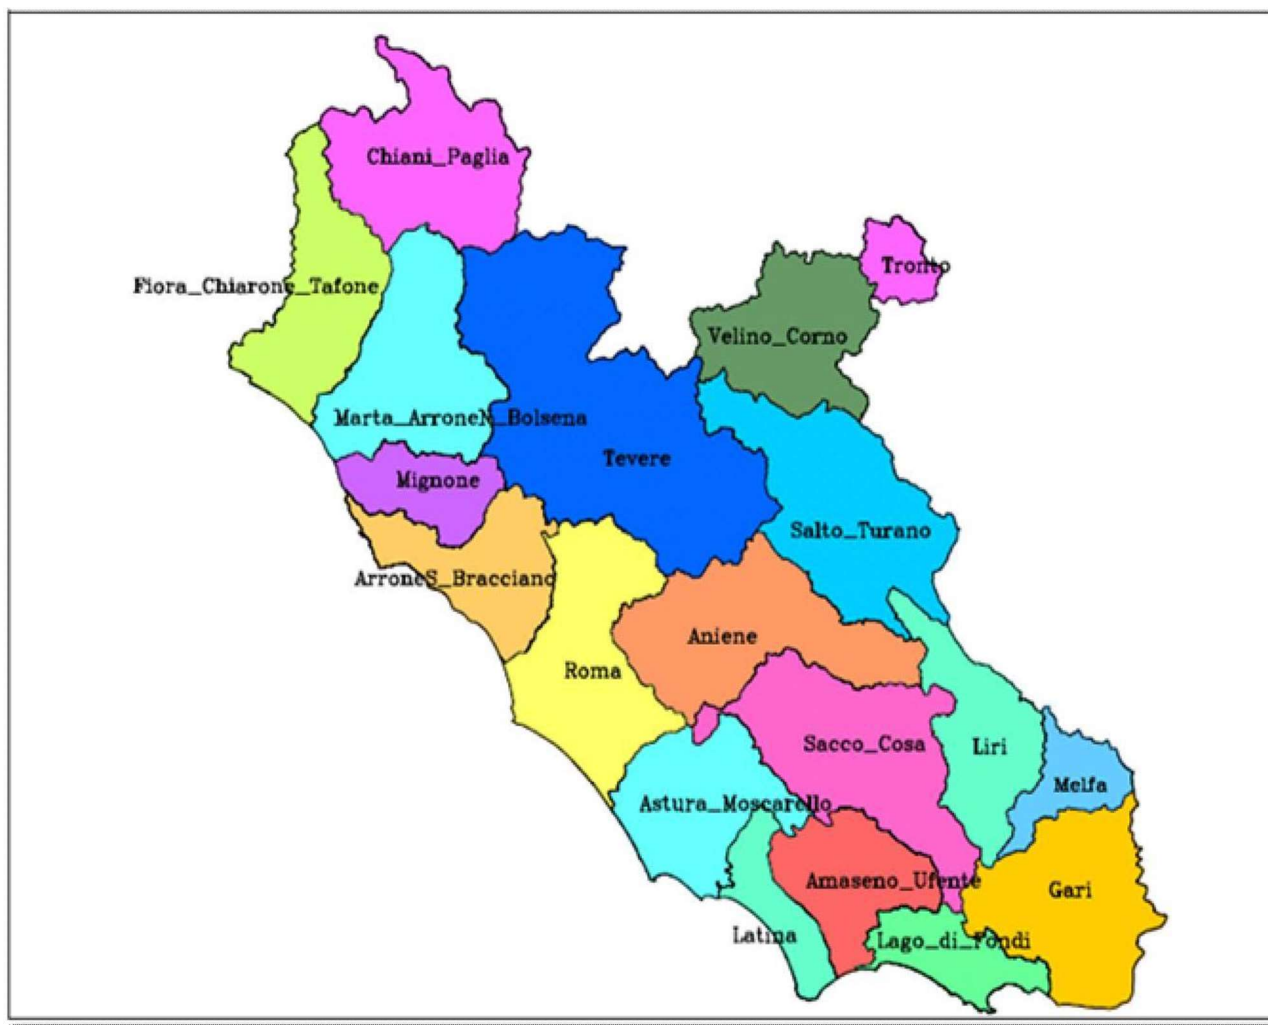 Chiani_Paglia
Tronto
Fiora_Chiarone_Tafone
Velino_Corno
Marta_ArroneN_Bolsena
Tevere
Mignone
Salto_Turano
ArroneS_Bracciano
Aniene
Roma
Sacco_Cosa
Liri
Melfa
Astura_Moscarello
Amaseno_Ufente
Gari
Latina
Lago_di_Fondi